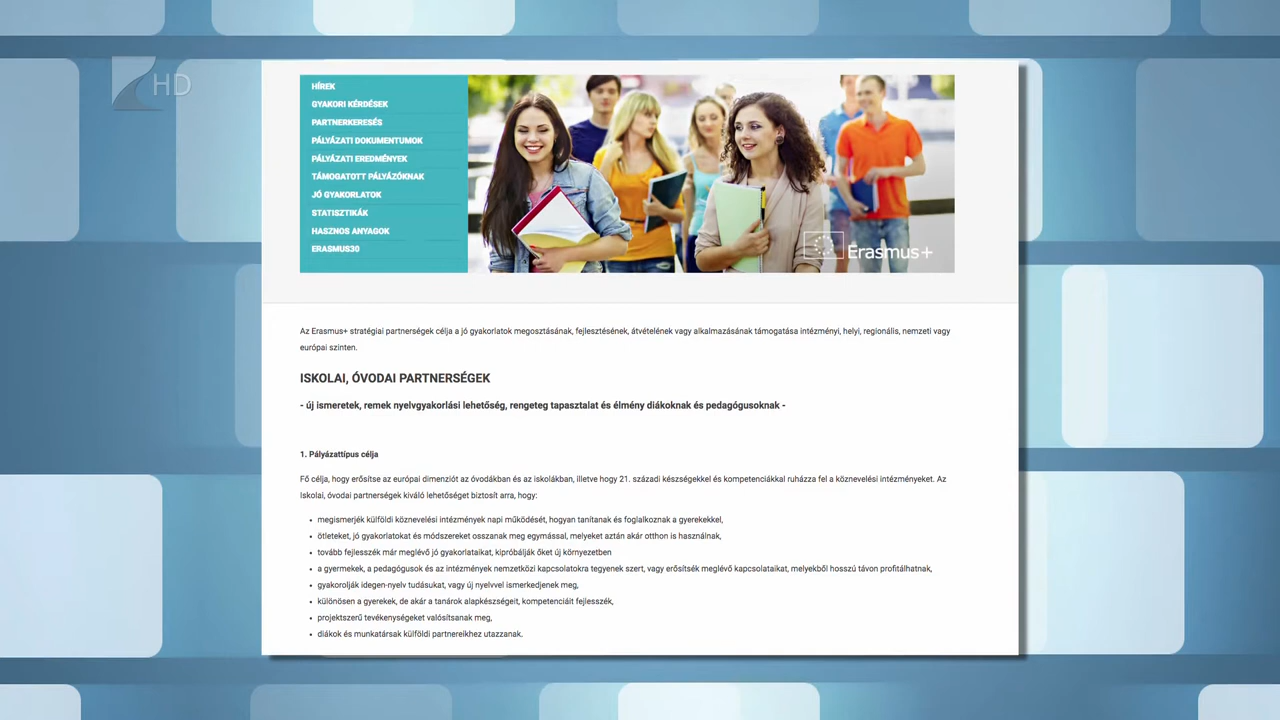 HD
HÍREK
GYAKORI KÉRDÉSEK
PARTNERKERESÉS
PÁLYÁZATI DOKUMENTUMOK
PÁLYÁZATI EREDMÉNYEK
TÁMOGATOTT PÁLYÁZÓKNAK
JÓ GYAKORLATOK
STATISZTIKÁK
HASZNOS ANYAGOK
ERASMUS30
Erasmus+
Az Erasmus+ stratégiai partnerségek célja a jó gyakorlatok megosztásának, fejlesztésének, átvételének vagy alkalmazásának támogatása intézményi, helyi, regionális, nemzeti vagy
európai szinten.
ISKOLAI, ÓVODAI PARTNERSÉGEK
- új ismeretek, remek nyelvgyakorlási lehetőség, rengeteg tapasztalat és élmény diákoknak és pedagógusoknak -
1. Pályázattípus célja
Fő célja, hogy erősítse az európai dimenziót az óvodákban és az iskolákban, illetve hogy 21. századi készségekkel és kompetenciákkal ruházza fel a köznevelési intézményeket. Az
Iskolai, óvodai partnerségek kiváló lehetőséget biztosít arra, hogy:
• megismerjék külföldi köznevelési intézmények napi működését, hogyan tanítanak és foglalkoznak a gyerekekkel,
• ötleteket, jó gyakorlatokat és módszereket osszanak meg egymással, melyeket aztán akár otthon is használnak,
• tovább fejlesszék már meglévő jó gyakorlataikat, kipróbálják őket új környezetben
• a gyermekek, a pedagógusok és az intézmények nemzetközi kapcsolatokra tegyenek szert, vagy erősítsék meglévő kapcsolataikat, melyekből hosszú távon profitálhatnak,
• gyakorolják idegen-nyelv tudásukat, vagy új nyelvvel ismerkedjenek meg,
• különösen a gyerekek, de akár a tanárok alapkészségeit, kompetenciáit fejlesszék,
• projektszerű tevékenységeket valósítsanak meg,
• diákok és munkatársak külföldi partnereikhez utazzanak.